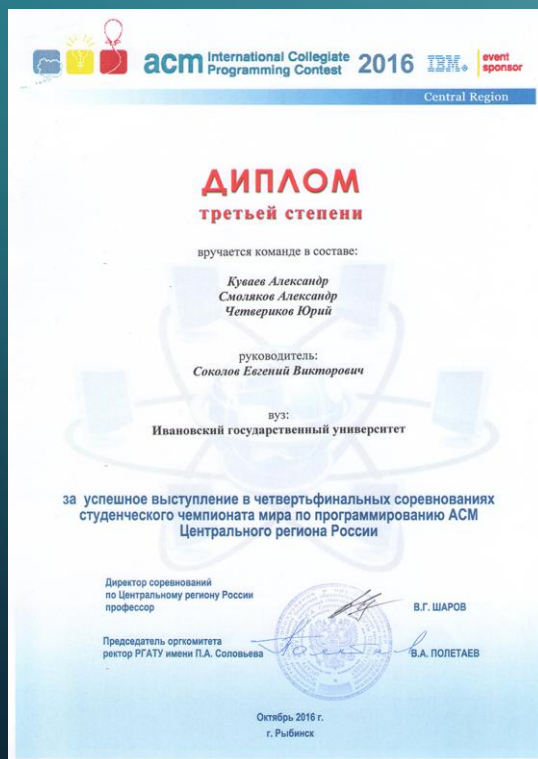 acm International Collegiate Programming Contest 2016 IBM. event sponsor
Central Region
ДИПЛОМ
третьей степени
вручается команде в составе:
Куваев Александр
Смоляков Александр
Четвериков Юрий
руководитель:
Соколов Евгений Викторович
вуз:
Ивановский государственный университет
за успешное выступление в четвертьфинальных соревнованиях
студенческого чемпионата мира по программированию АСМ
Центрального региона России
Директор соревнований
по Центральному региону России
профессор
В.Г. ШАРОВ
Председатель оргкомитета
ректор РГАТУ имени П.А. Соловьева
В.А. ПОЛЕТАЕВ
Октябрь 2016 г.
г. Рыбинск